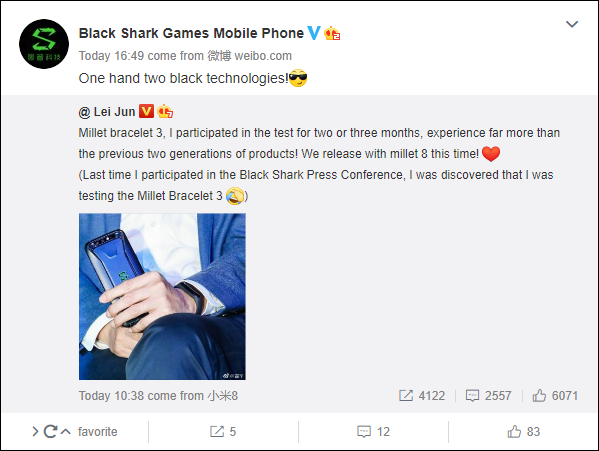 Black Shark Games Mobile Phone
Today 16:49 come from 微博 weibo.com
One hand two black technologies!
@ Lei Jun
Millet bracelet 3, I participated in the test for two or three months, experience far more than
the previous two generations of products! We release with millet 8 this time!
(Last time I participated in the Black Shark Press Conference, I was discovered that I was
testing the Millet Bracelet 3 )
Today 10:38 come from 小米8
4122
2557
6071
favorite
5
12
83